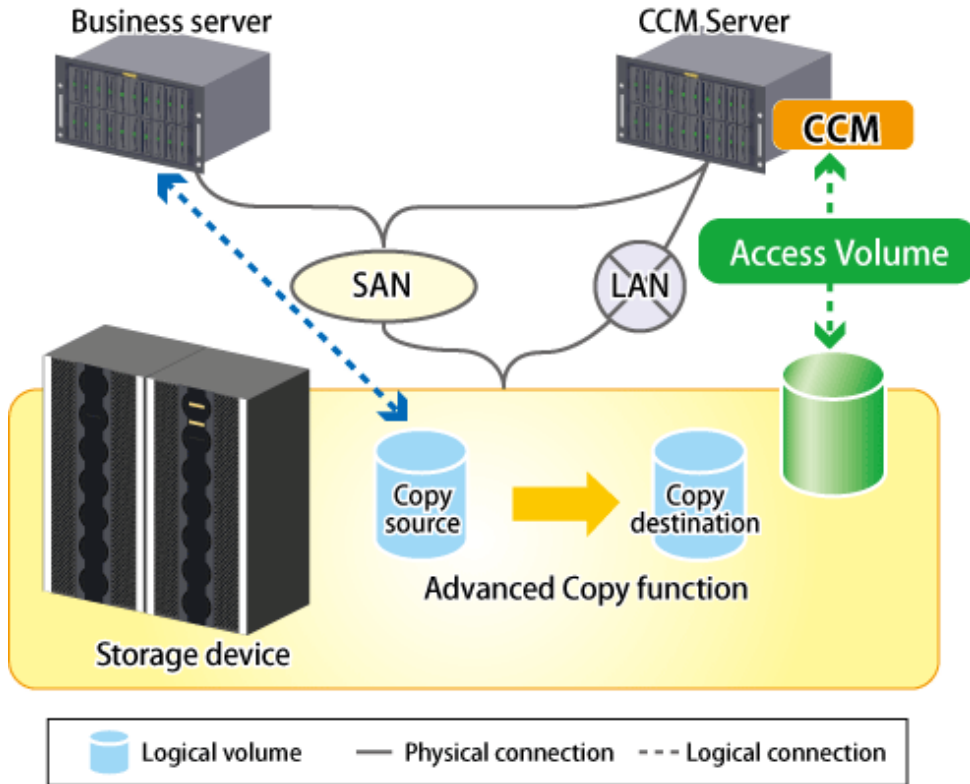 Business server
CCM Server
CCM
Access Volume
SAN
LAN
Copy
source
Copy
destination
Advanced Copy function
Storage device
Logical volume
Physical connection
Logical connection